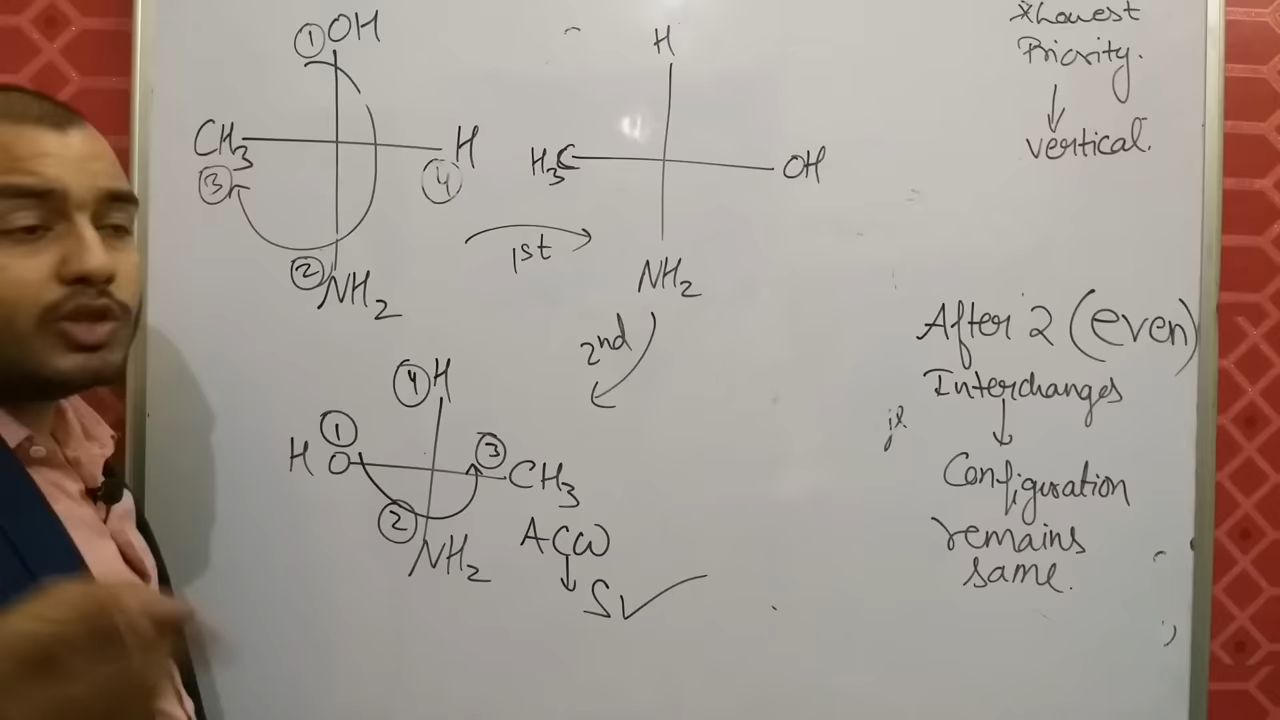 ① OH
CH3 H
③ ④
② NH2
1st
H
H3C OH
NH2
2nd
④ H
①
H O ③ CH3
② NH2
ACW
↓
S ✓
*Lowest
Priority.
↓
vertical.
After 2 (even)
Interchanges
↓
Configuration
remains
same.